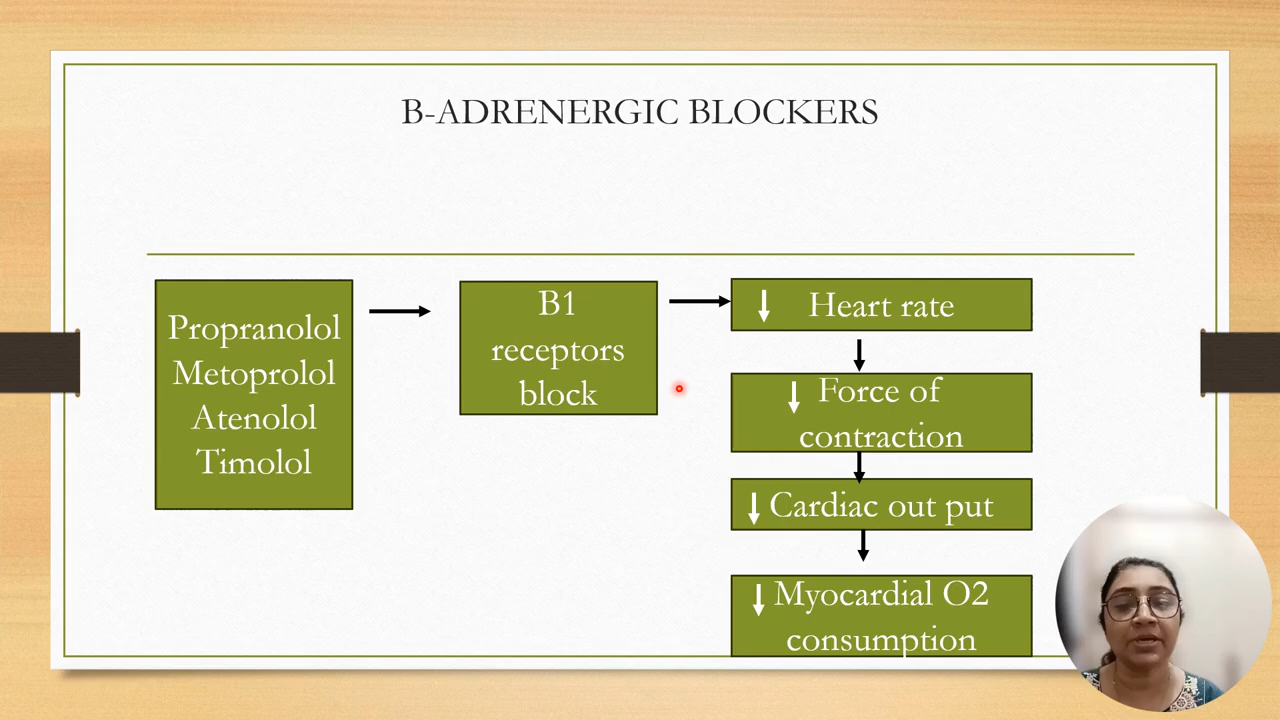 B-ADRENERGIC BLOCKERS
Propranolol
Metoprolol
Atenolol
Timolol
B1
receptors
block
Heart rate
Force of
contraction
Cardiac out put
Myocardial O2
consumption